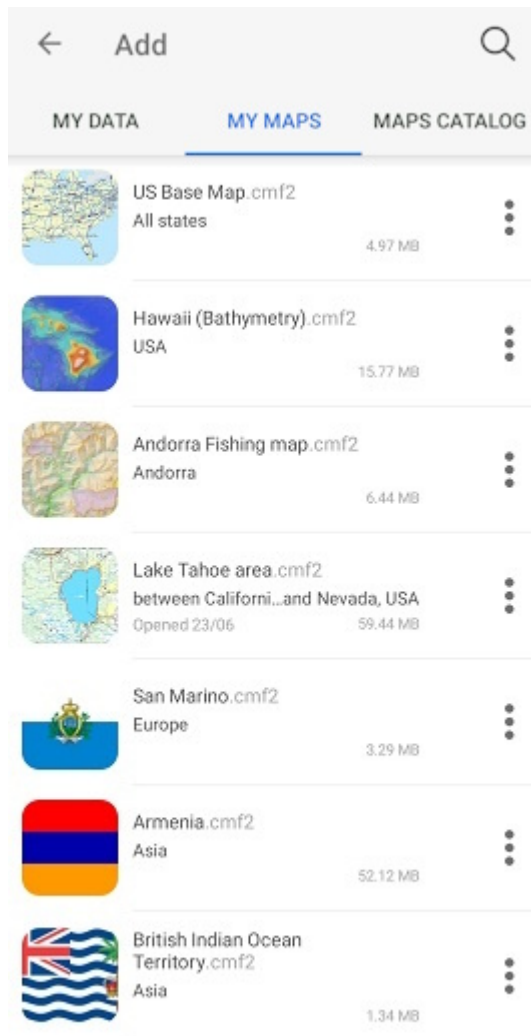 Add
MY DATA
MY MAPS
MAPS CATALOG
US Base Map.cmf2
All states
4.97 MB
Hawaii (Bathymetry).cmf2
USA
15.77 MB
Andorra Fishing map.cmf2
Andorra
6.44 MB
Lake Tahoe area.cmf2
between Californi...and Nevada, USA
Opened 23/06 59.44 MB
San Marino.cmf2
Europe
3.29 MB
Armenia.cmf2
Asia
52.12 MB
British Indian Ocean
Territory.cmf2
Asia
1.34 MB